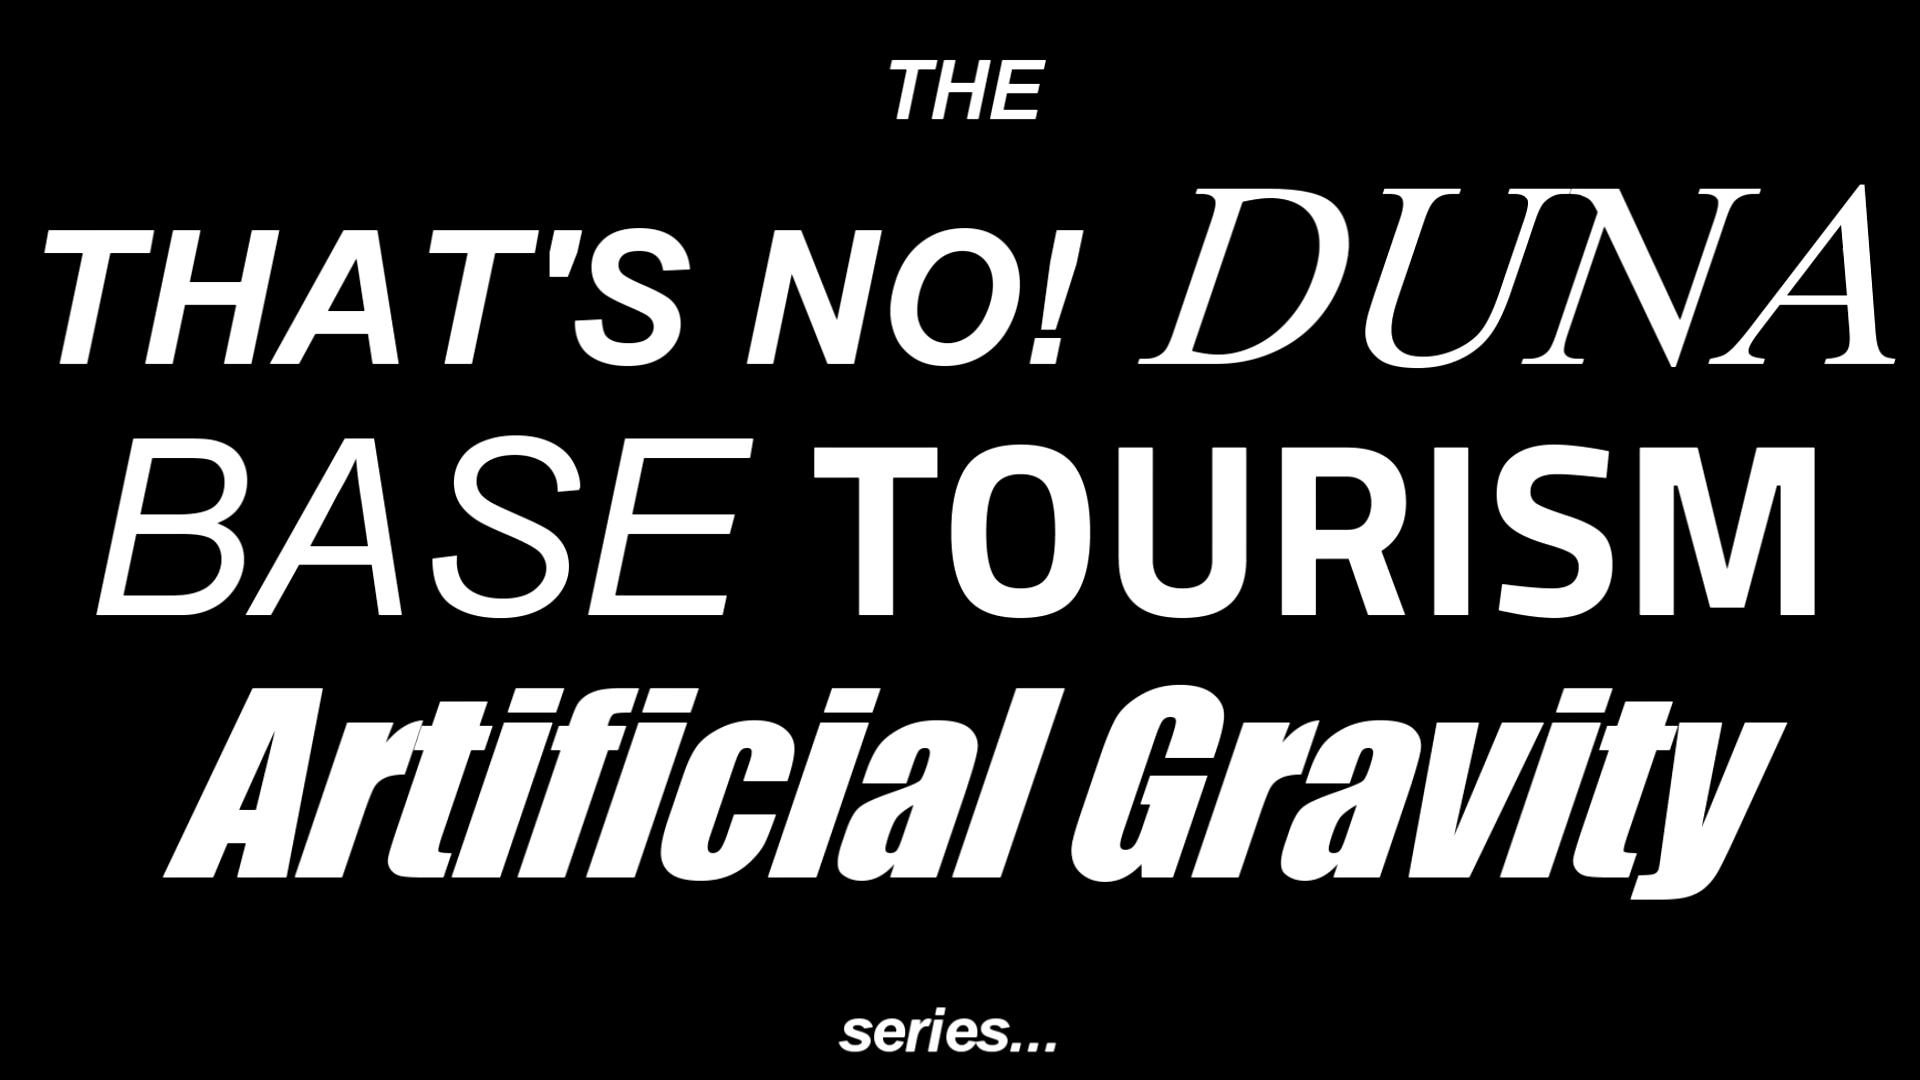 THE
THAT'S NO! DUNA
BASE TOURISM
Artificial Gravity
series...